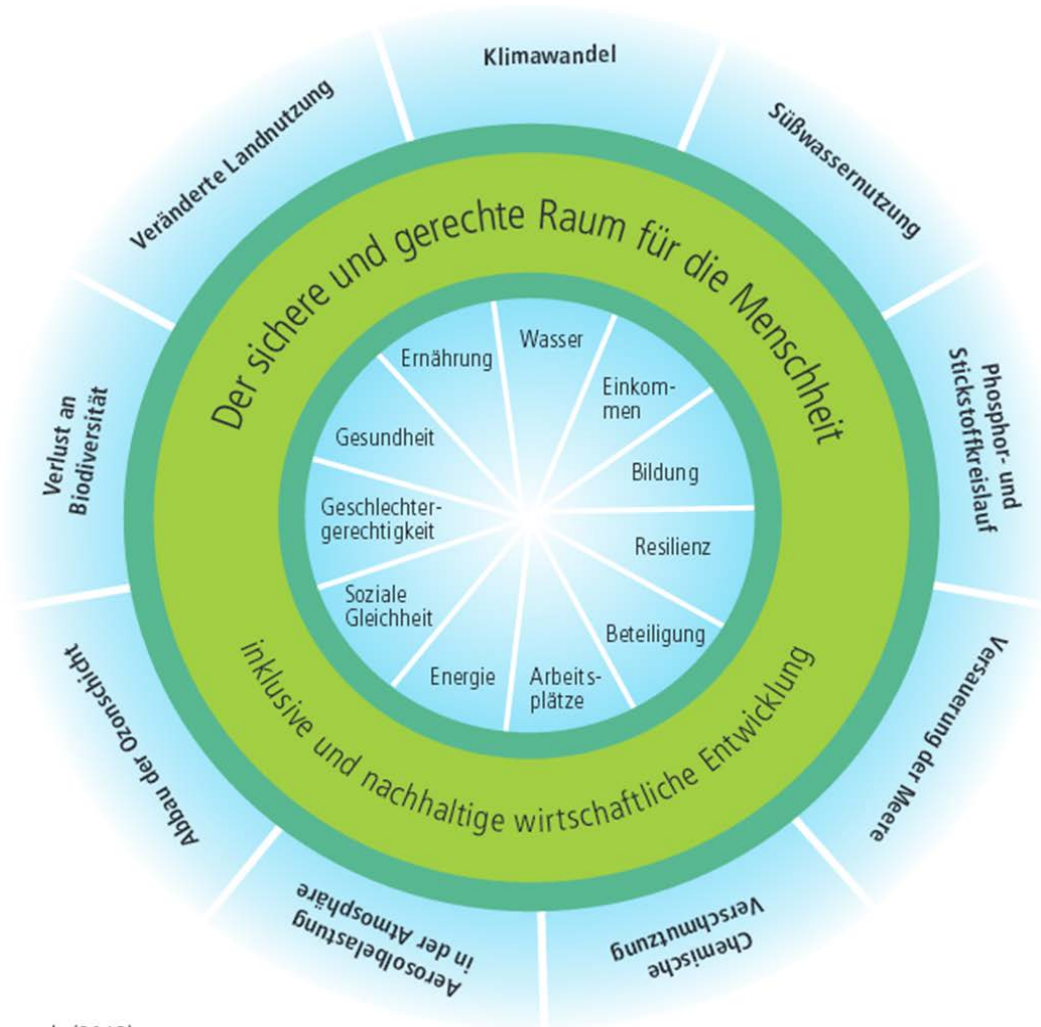 Klimawandel
Süßwassernutzung
Phosphor- und
Stickstoffkreislauf
Versauerung der Meere
Chemische
Verschmutzung
Aerosolbelastung
in der Atmosphäre
Abbau der Ozonschicht
Verlust an
Biodiversität
Veränderte Landnutzung
Der sichere und gerechte Raum für die Menschheit
inklusive und nachhaltige wirtschaftliche Entwicklung
Wasser
Einkom-
men
Bildung
Resilienz
Beteiligung
Arbeits-
plätze
Energie
Soziale
Gleichheit
Geschlechter-
gerechtigkeit
Gesundheit
Ernährung